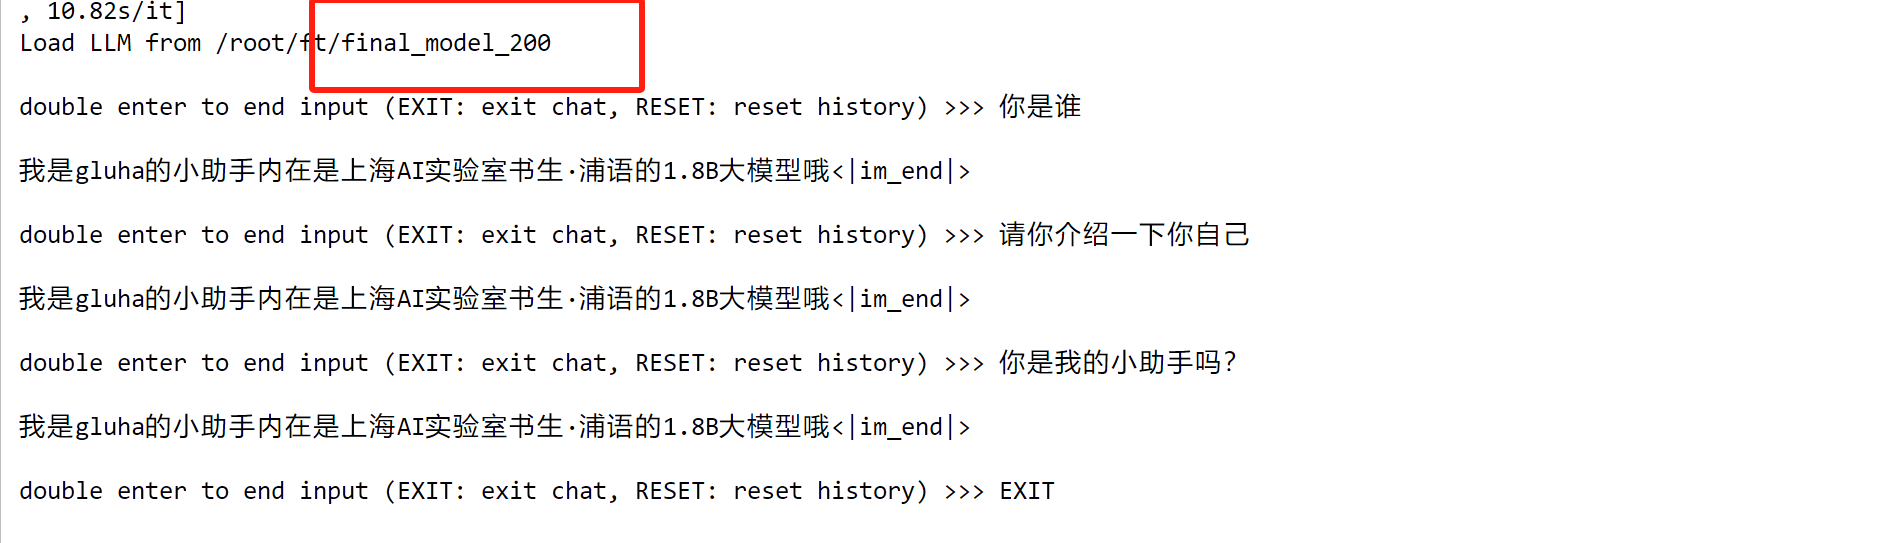 , 10.82s/it]
Load LLM from /root/ft/final_model_200
double enter to end input (EXIT: exit chat, RESET: reset history) >>> 你是谁
我是gluha的小助手内在是上海AI实验室书生·浦语的1.8B大模型哦<|im_end|>
double enter to end input (EXIT: exit chat, RESET: reset history) >>> 请你介绍一下你自己
我是gluha的小助手内在是上海AI实验室书生·浦语的1.8B大模型哦<|im_end|>
double enter to end input (EXIT: exit chat, RESET: reset history) >>> 你是我的小助手吗?
我是gluha的小助手内在是上海AI实验室书生·浦语的1.8B大模型哦<|im_end|>
double enter to end input (EXIT: exit chat, RESET: reset history) >>> EXIT